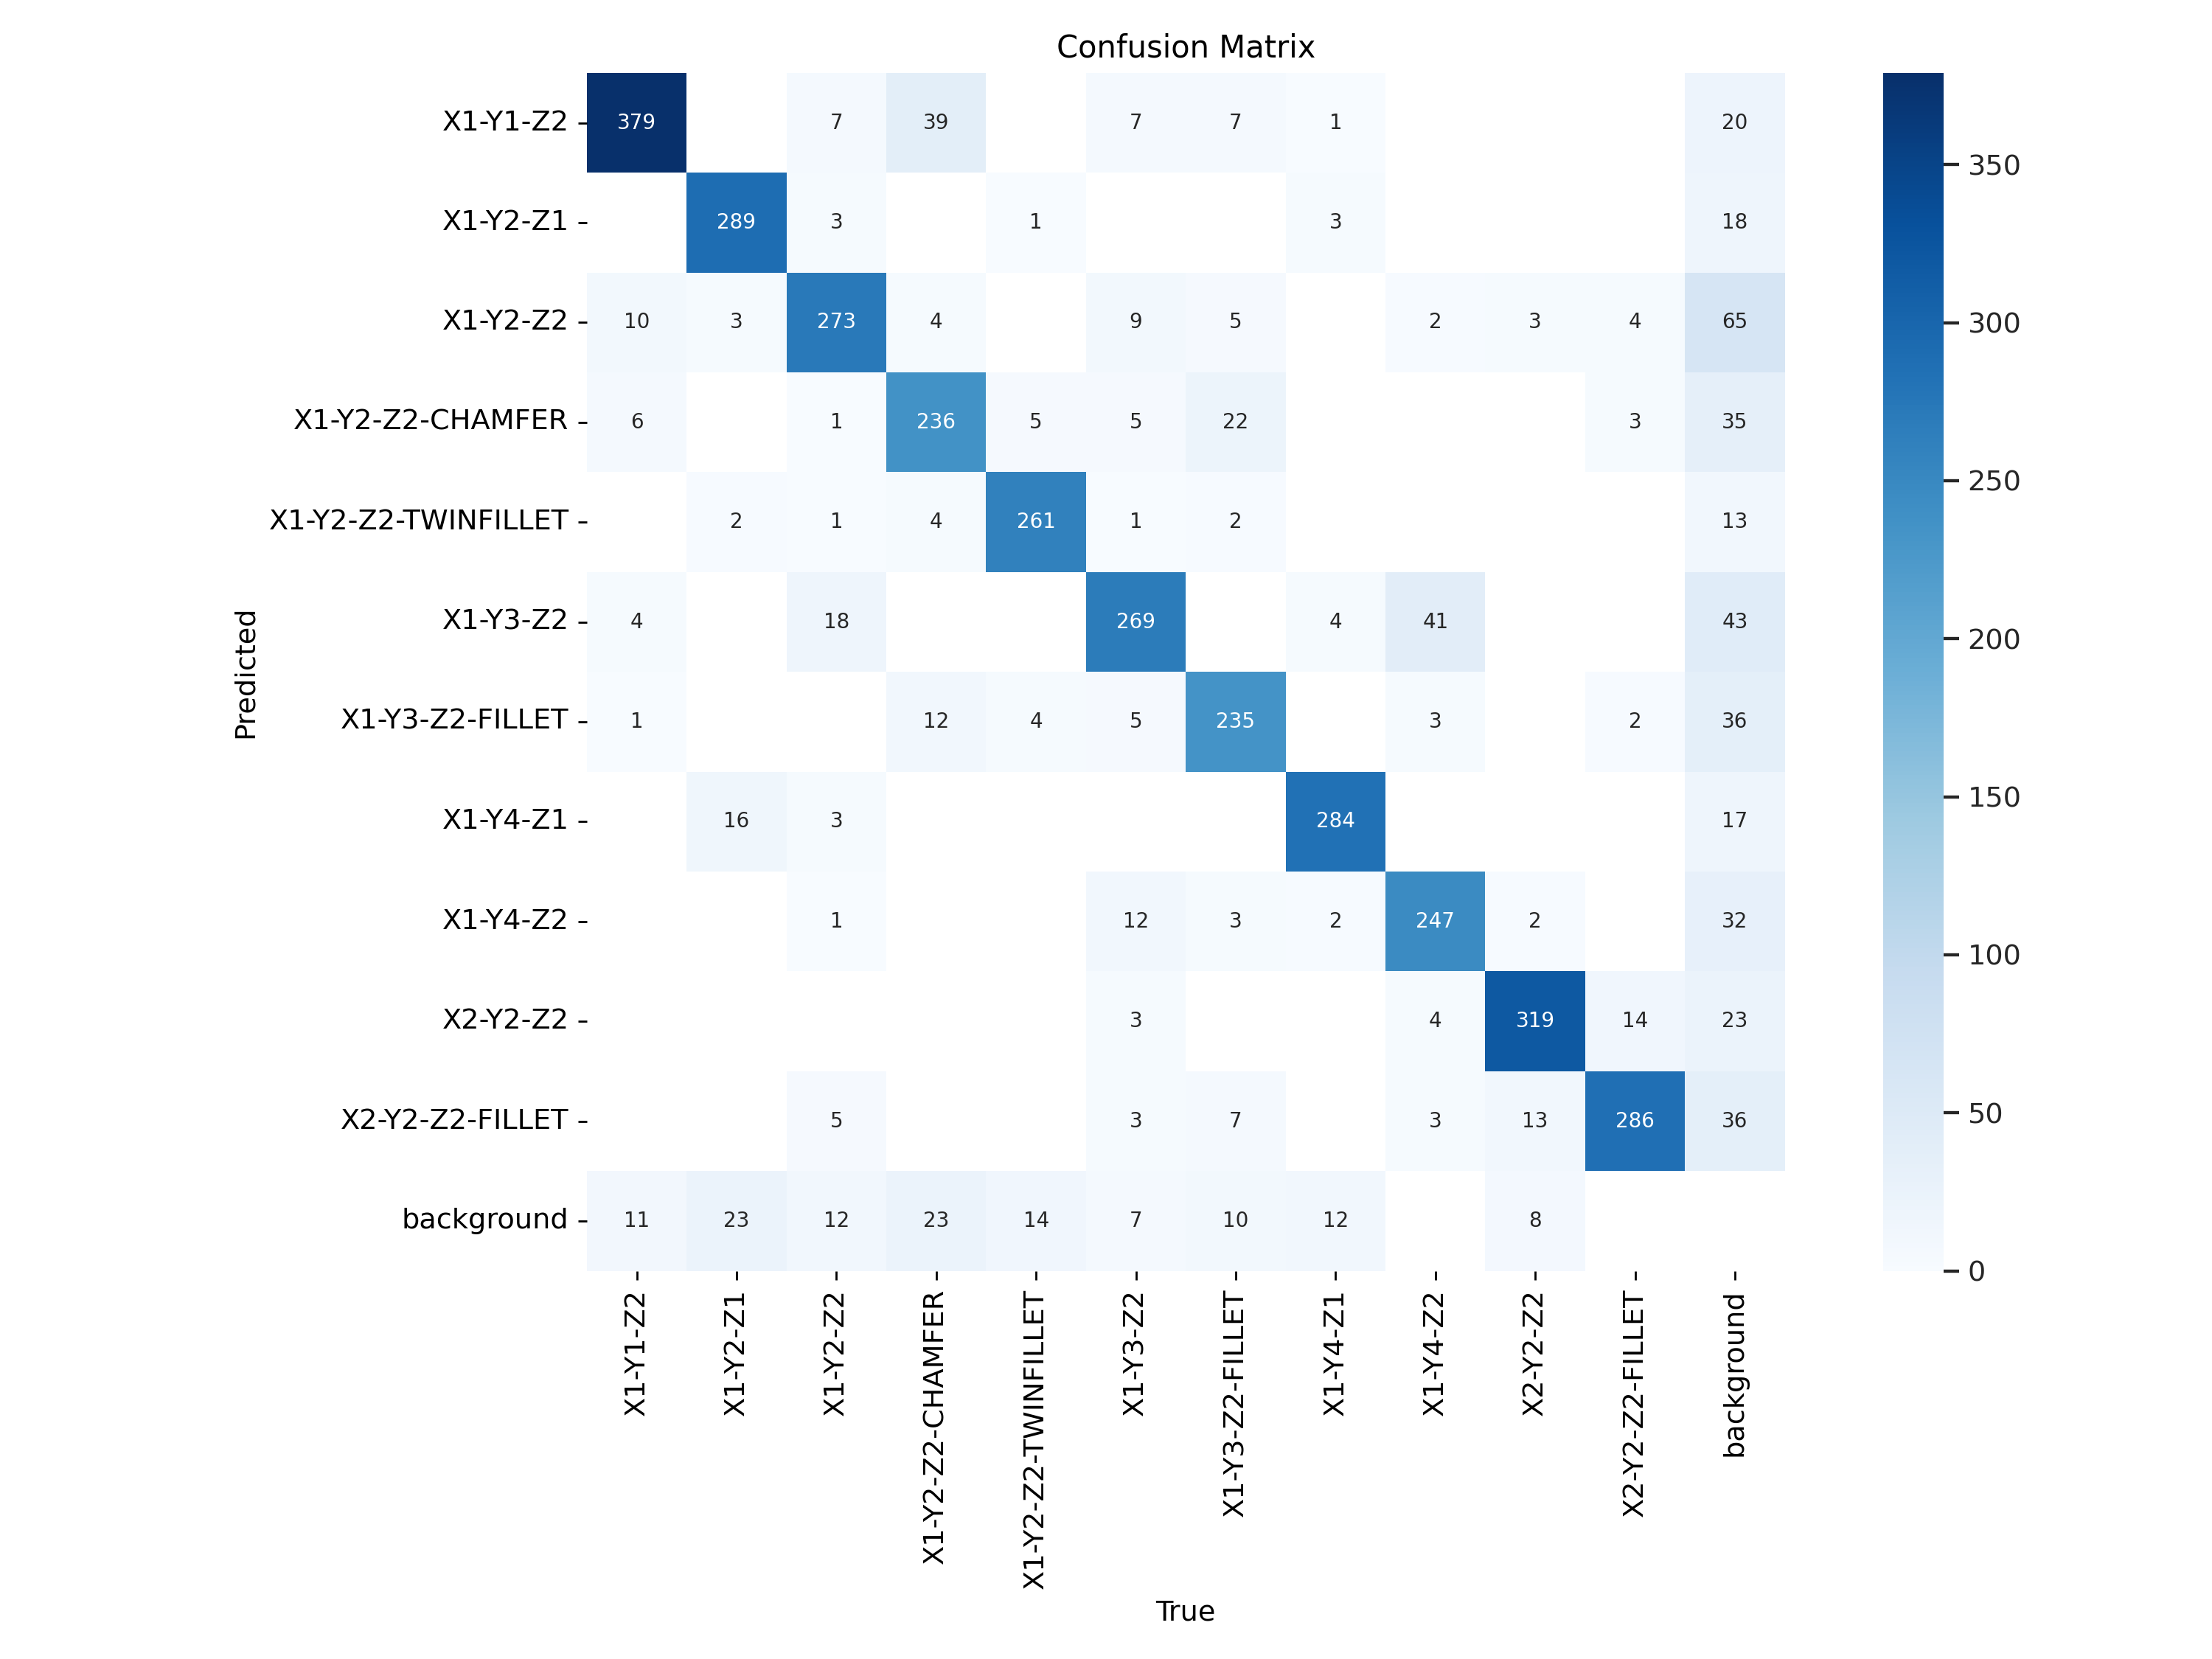 Confusion Matrix
Predicted
X1-Y1-Z2 379 7 39 7 7 1 20
X1-Y2-Z1 289 3 1 3 18
X1-Y2-Z2 10 3 273 4 9 5 2 3 4 65
X1-Y2-Z2-CHAMFER 6 1 236 5 5 22 3 35
X1-Y2-Z2-TWINFILLET 2 1 4 261 1 2 13
X1-Y3-Z2 4 18 269 4 41 43
X1-Y3-Z2-FILLET 1 12 4 5 235 3 2 36
X1-Y4-Z1 16 3 284 17
X1-Y4-Z2 1 12 3 2 247 2 32
X2-Y2-Z2 3 4 319 14 23
X2-Y2-Z2-FILLET 5 3 7 3 13 286 36
background 11 23 12 23 14 7 10 12 8
X1-Y1-Z2
X1-Y2-Z1
X1-Y2-Z2
X1-Y2-Z2-CHAMFER
X1-Y2-Z2-TWINFILLET
X1-Y3-Z2
X1-Y3-Z2-FILLET
X1-Y4-Z1
X1-Y4-Z2
X2-Y2-Z2
X2-Y2-Z2-FILLET
background
True
350
300
250
200
150
100
50
0